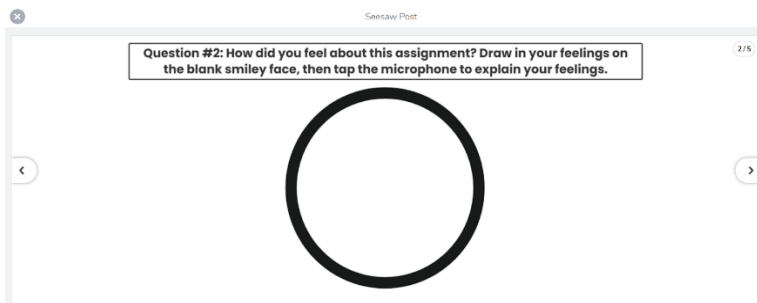 Seesaw Post
Question #2: How did you feel about this assignment? Draw in your feelings on
the blank smiley face, then tap the microphone to explain your feelings.
2/5